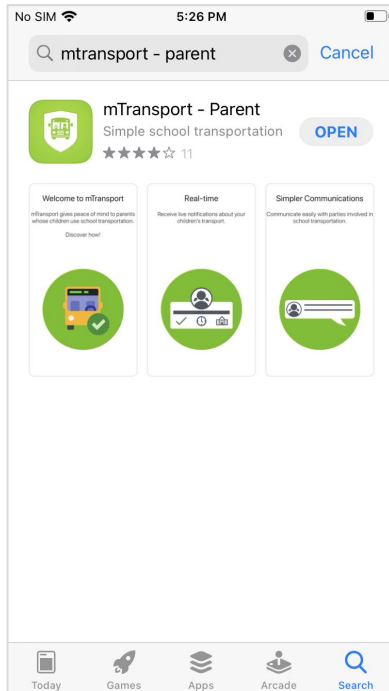 No SIM 5:26 PM
mtransport - parent Cancel
mTransport - Parent
Simple school transportation
OPEN
★★★★☆ 11
Welcome to mTransport
mTransport gives peace of mind to parents
whose children use school transportation.
Discover how!
Real-time
Receive live notifications about your
children's transport.
Simpler Communications
Communicate easily with parties involved in
school transportation.
Today Games Apps Arcade Search